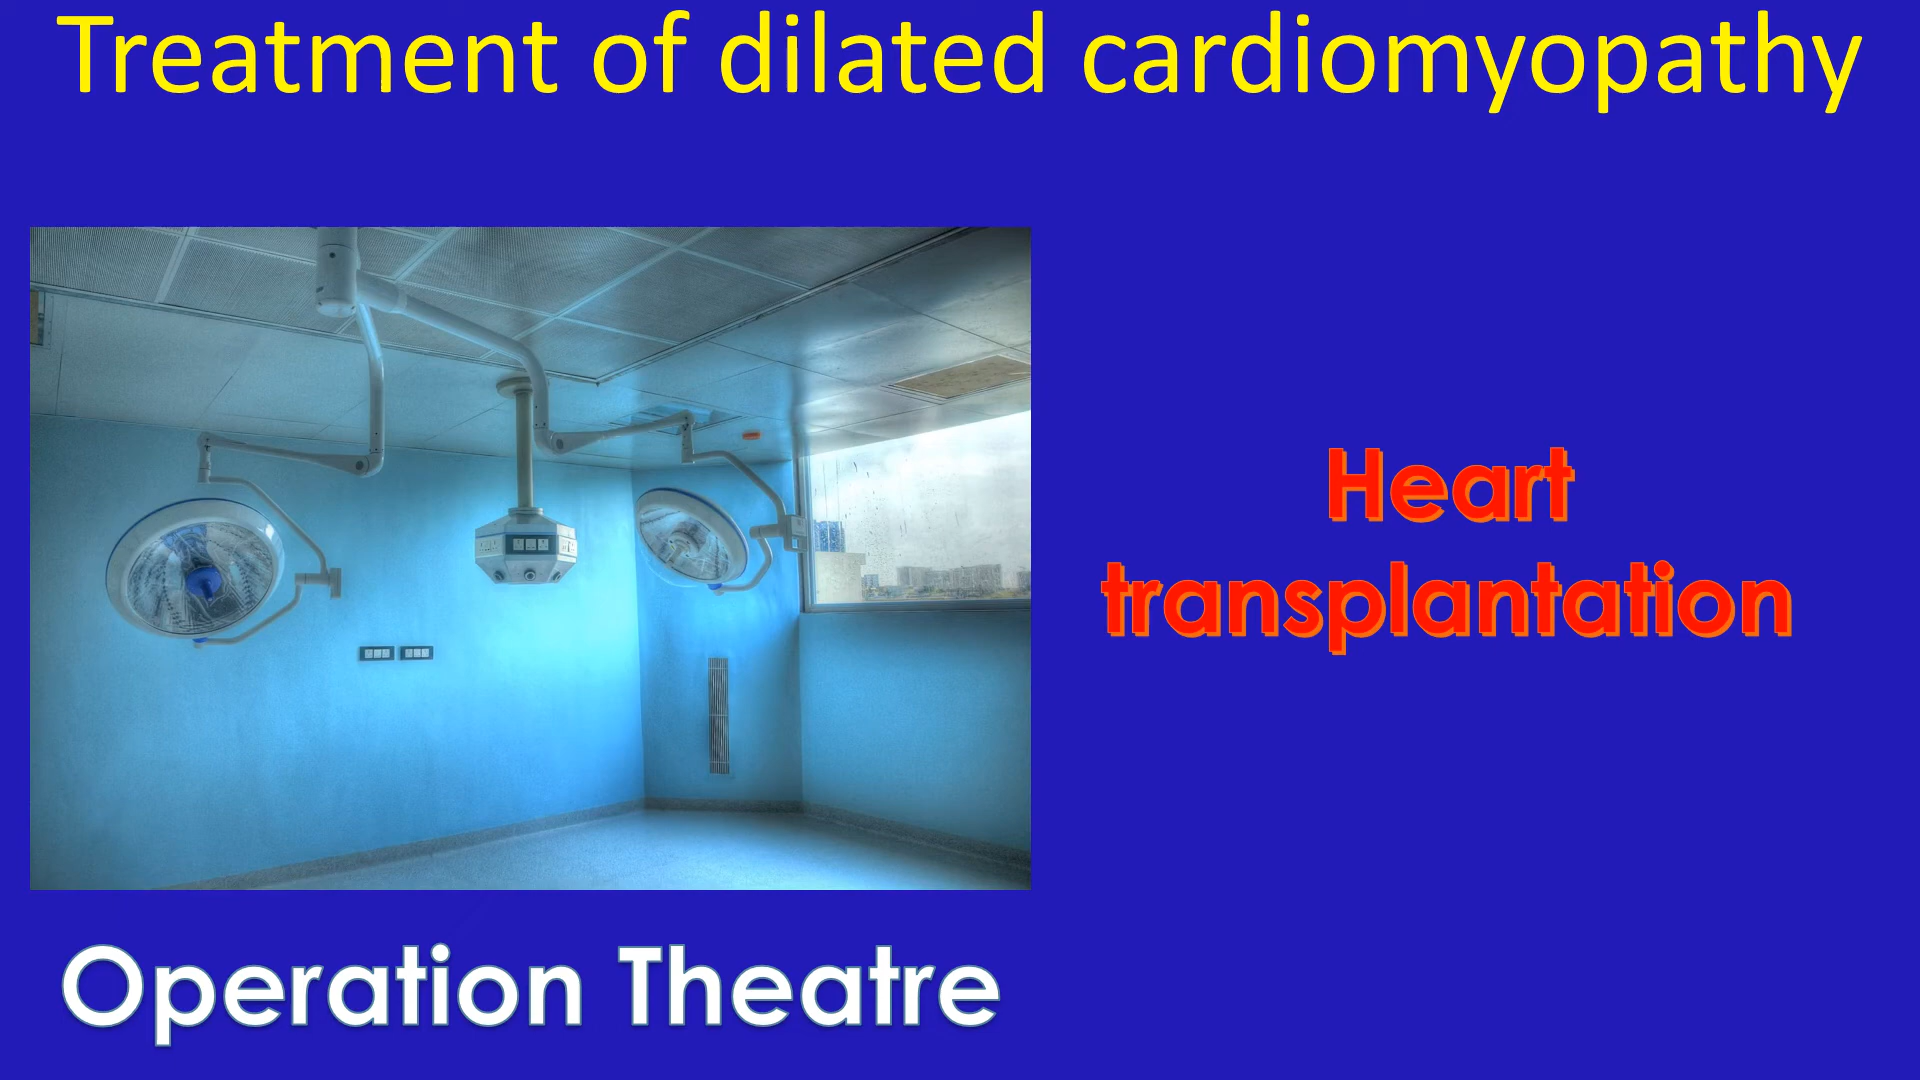 Treatment of dilated cardiomyopathy
Heart
transplantation
Operation Theatre